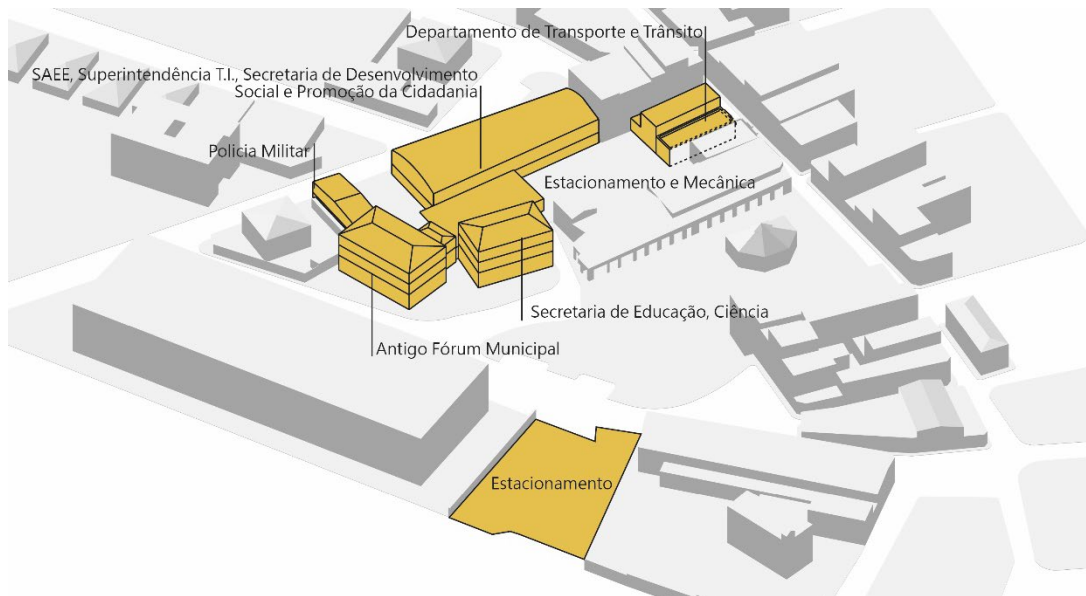 Departamento de Transporte e Trânsito
SAEE, Superintendência T.I., Secretaria de Desenvolvimento
Social e Promoção da Cidadania
Policia Militar
Estacionamento e Mecânica
Secretaria de Educação, Ciência
Antigo Fórum Municipal
Estacionamento